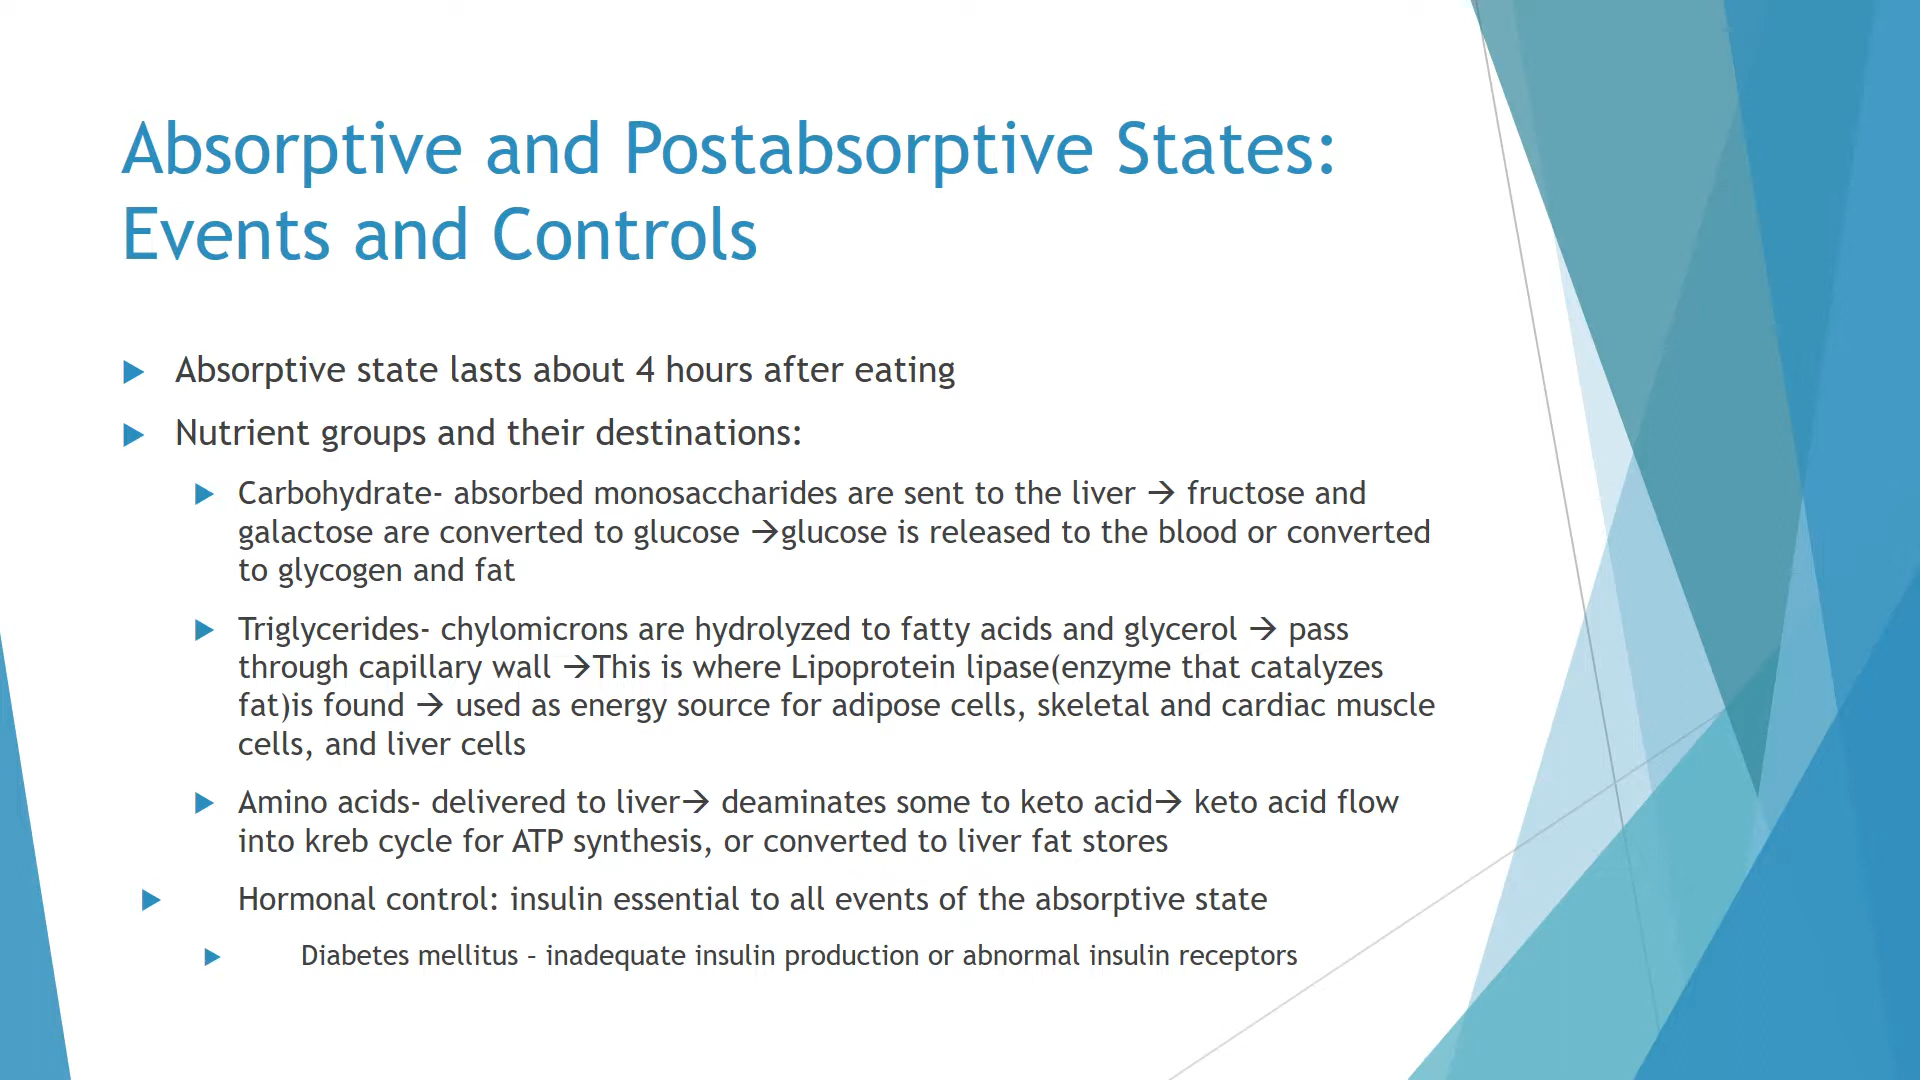 Absorptive and Postabsorptive States:
Events and Controls
Absorptive state lasts about 4 hours after eating
Nutrient groups and their destinations:
Carbohydrate- absorbed monosaccharides are sent to the liver → fructose and
galactose are converted to glucose →glucose is released to the blood or converted
to glycogen and fat
Triglycerides- chylomicrons are hydrolyzed to fatty acids and glycerol → pass
through capillary wall →This is where Lipoprotein lipase(enzyme that catalyzes
fat)is found → used as energy source for adipose cells, skeletal and cardiac muscle
cells, and liver cells
Amino acids- delivered to liver→ deaminates some to keto acid→ keto acid flow
into kreb cycle for ATP synthesis, or converted to liver fat stores
Hormonal control: insulin essential to all events of the absorptive state
Diabetes mellitus – inadequate insulin production or abnormal insulin receptors